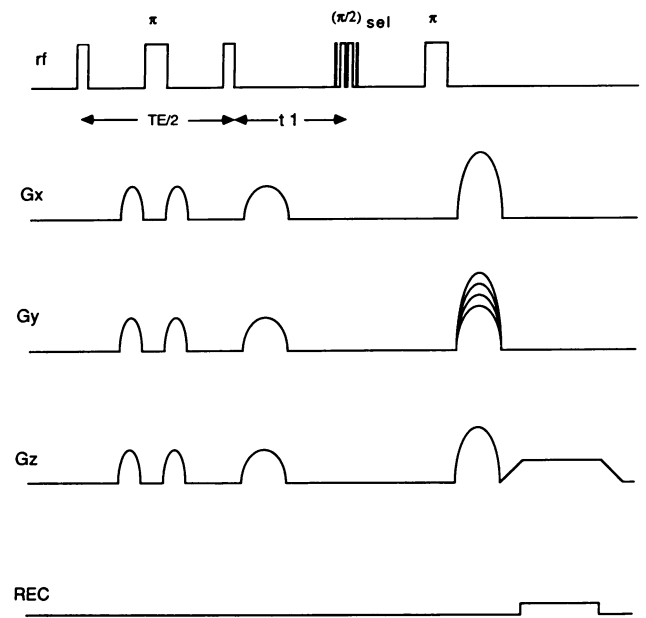 π
(π/2) sel
π
rf
TE/2
t 1
Gx
Gy
Gz
REC